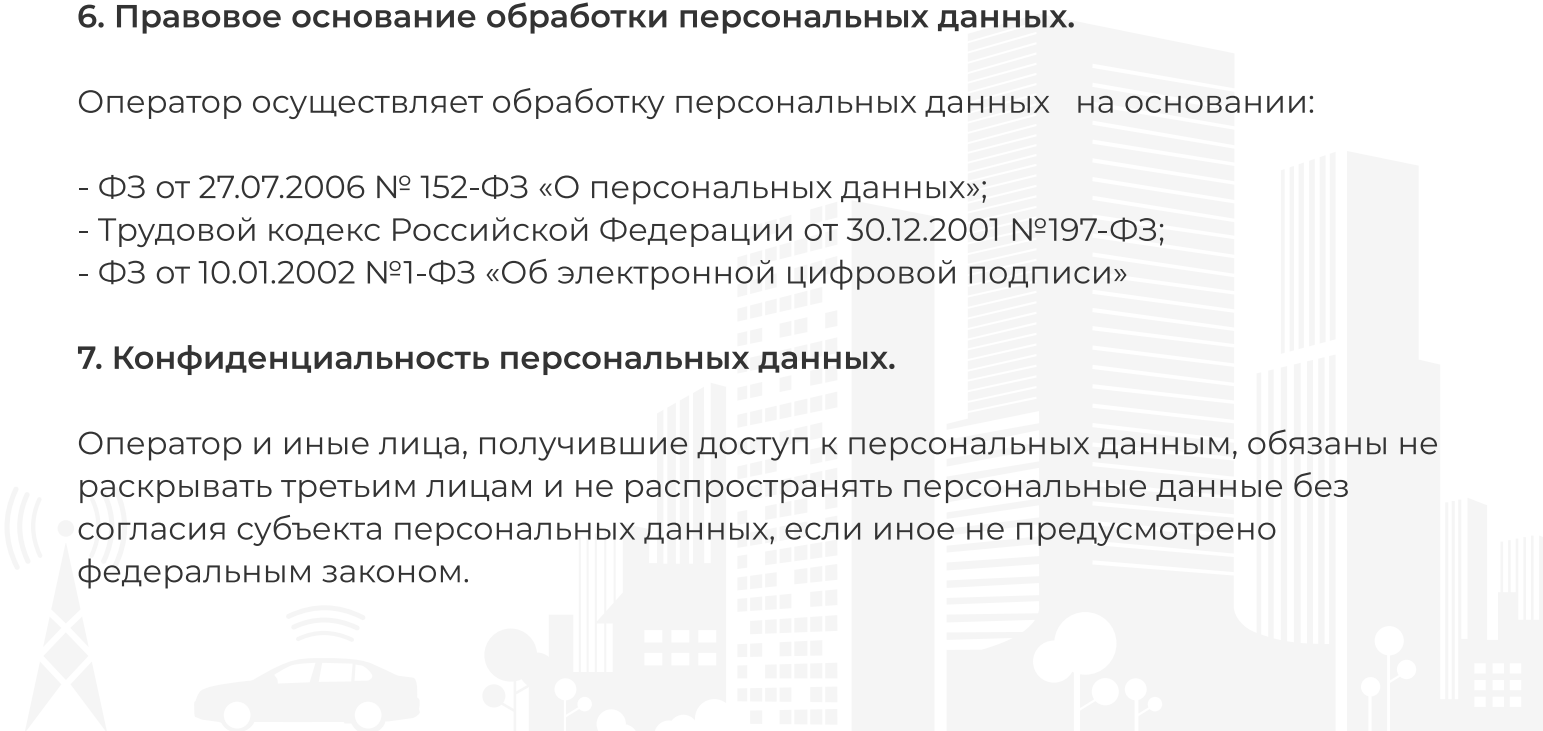 6. Правовое основание обработки персональных данных.
Оператор осуществляет обработку персональных данных   на основании:
- ФЗ от 27.07.2006 № 152-ФЗ «О персональных данных»;
- Трудовой кодекс Российской Федерации от 30.12.2001 №197-ФЗ;
- ФЗ от 10.01.2002 №1-ФЗ «Об электронной цифровой подписи»
7. Конфиденциальность персональных данных.
Оператор и иные лица, получившие доступ к персональных данным, обязаны не
раскрывать третьим лицам и не распространять персональные данные без
согласия субъекта персональных данных, если иное не предусмотрено
федеральным законом.